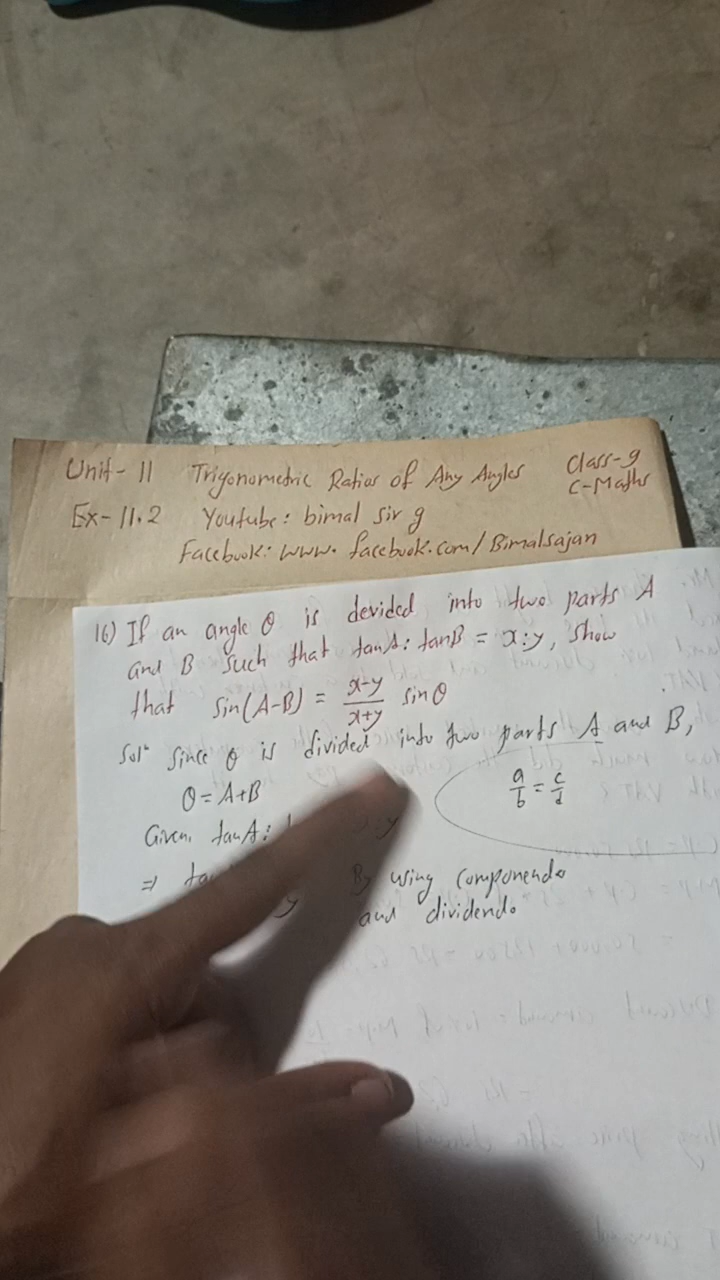 Unit- 11 Trigonometric Ratios of Any Angles Class-9
C-Maths
Ex-11.2 Youtube: bimal sir g
Facebook: www. facebook.com/Bimalsajan
16) If an angle θ is devided into two parts A
and B such that tanA: tanB = x:y, show
that sin(A-B) = x-y/x+y sinθ
Solⁿ Since θ is divided into two parts A and B,
θ = A+B
a/b = c/d
Given, tanA: :y
⇒ By using componendo
y and dividendo